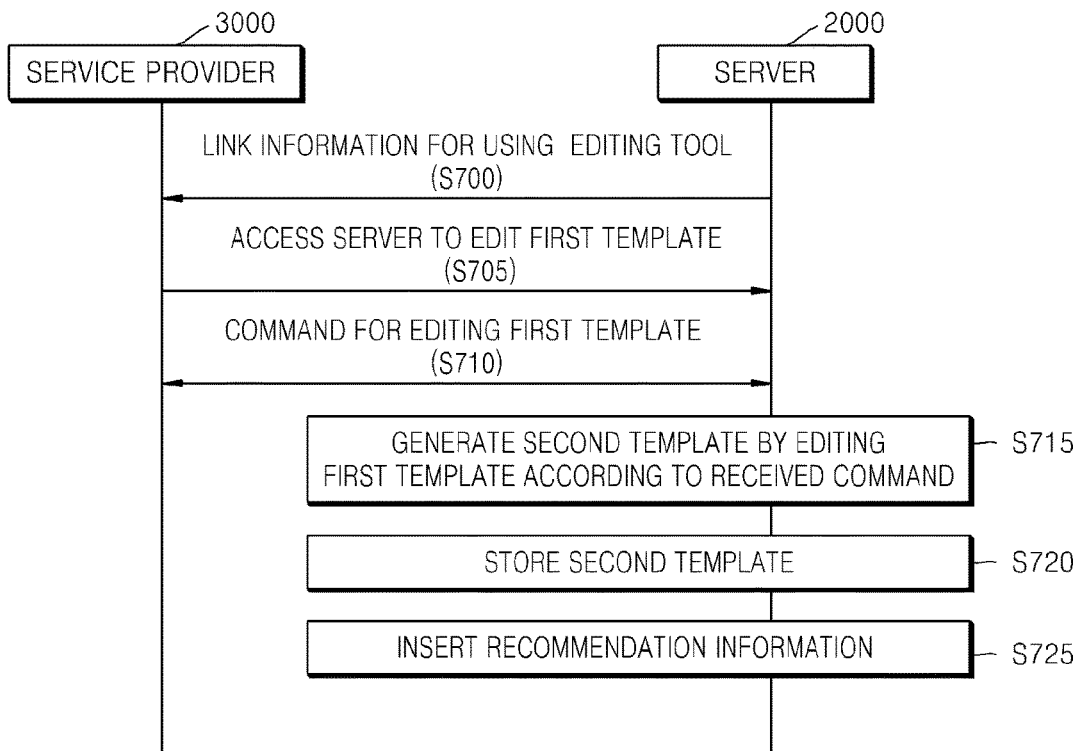 3000
2000
SERVICE PROVIDER
SERVER
LINK INFORMATION FOR USING EDITING TOOL
(S700)
ACCESS SERVER TO EDIT FIRST TEMPLATE
(S705)
COMMAND FOR EDITING FIRST TEMPLATE
(S710)
GENERATE SECOND TEMPLATE BY EDITING
FIRST TEMPLATE ACCORDING TO RECEIVED COMMAND
S715
STORE SECOND TEMPLATE
S720
INSERT RECOMMENDATION INFORMATION
S725